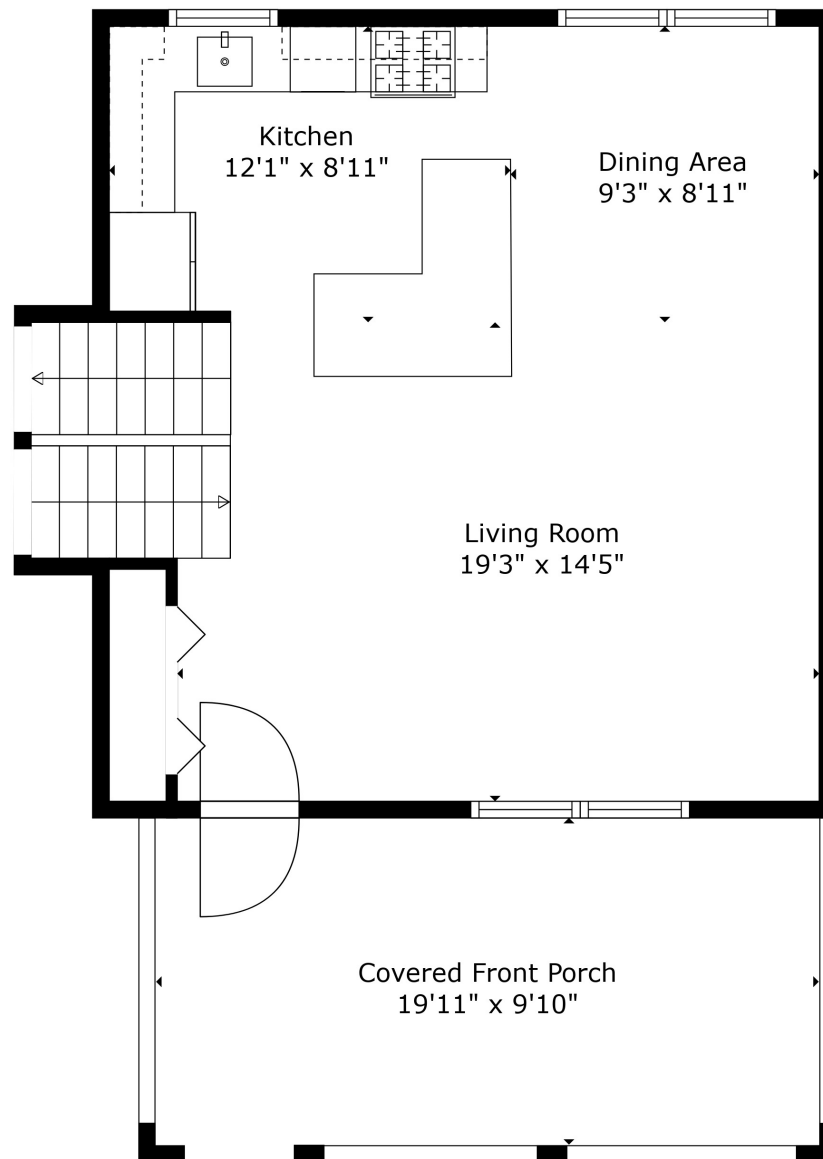 Kitchen
12'1" x 8'11"
Dining Area
9'3" x 8'11"
Living Room
19'3" x 14'5"
Covered Front Porch
19'11" x 9'10"